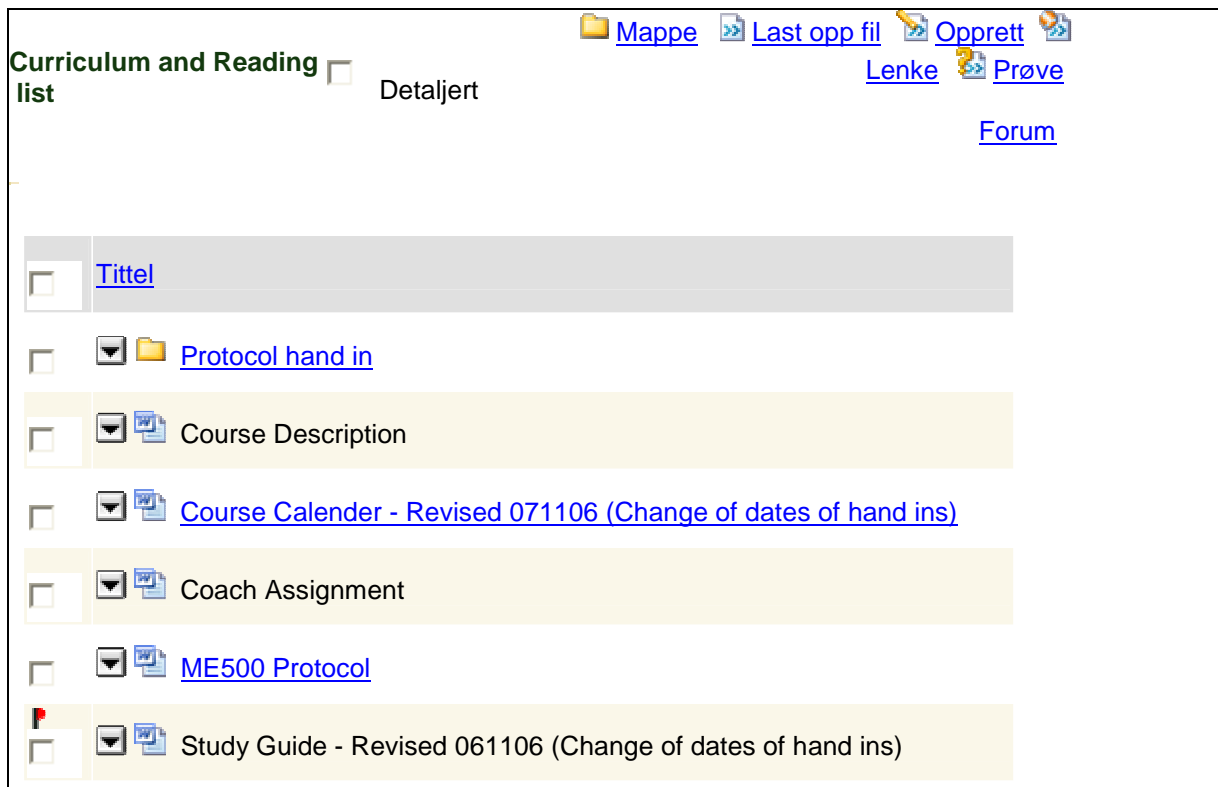 Mappe Last opp fil Opprett
Curriculum and Reading
Lenke Prøve
list
Detaljert
Forum
Tittel
Protocol hand in
Course Description
Course Calender - Revised 071106 (Change of dates of hand ins)
Coach Assignment
ME500 Protocol
Study Guide - Revised 061106 (Change of dates of hand ins)